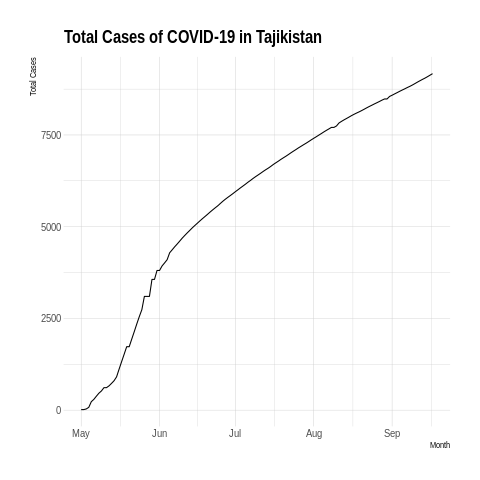 Total Cases of COVID-19 in Tajikistan
Total Cases
7500
5000
2500
0
May Jun Jul Aug Sep
Month